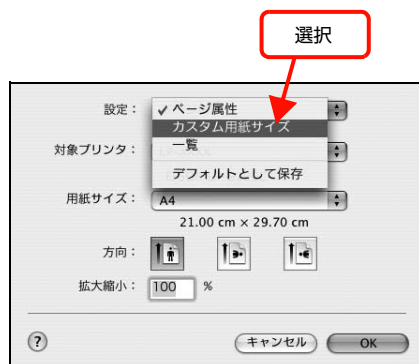 選択
設定：
✓ ページ属性
カスタム用紙サイズ
一覧
デフォルトとして保存
対象プリンタ：
用紙サイズ：
A4
21.00 cm × 29.70 cm
方向：
拡大縮小：
100
%
?
キャンセル
OK